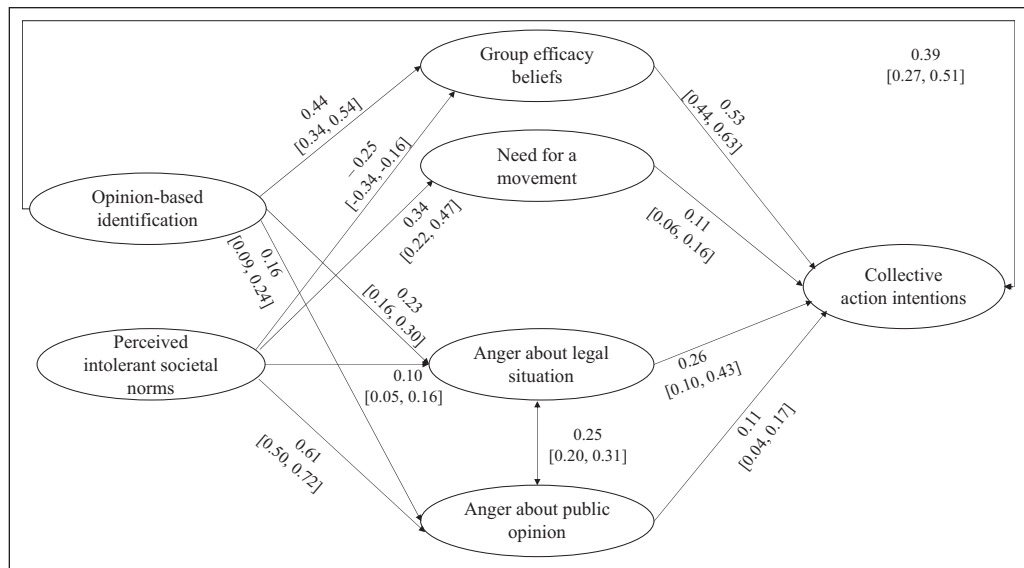 Group efficacy
beliefs
0.39
[0.27, 0.51]
0.44
[0.34, 0.54]
0.53
[0.44, 0.63]
– 0.25
[-0.34, -0.16]
Need for a
movement
Opinion-based
identification
0.34
[0.22, 0.47]
0.11
[0.06, 0.16]
0.16
[0.09, 0.24]
Collective
action intentions
0.23
[0.16, 0.30]
Perceived
intolerant societal
norms
Anger about legal
situation
0.10
[0.05, 0.16]
0.26
[0.10, 0.43]
0.61
[0.50, 0.72]
0.25
[0.20, 0.31]
0.11
[0.04, 0.17]
Anger about public
opinion